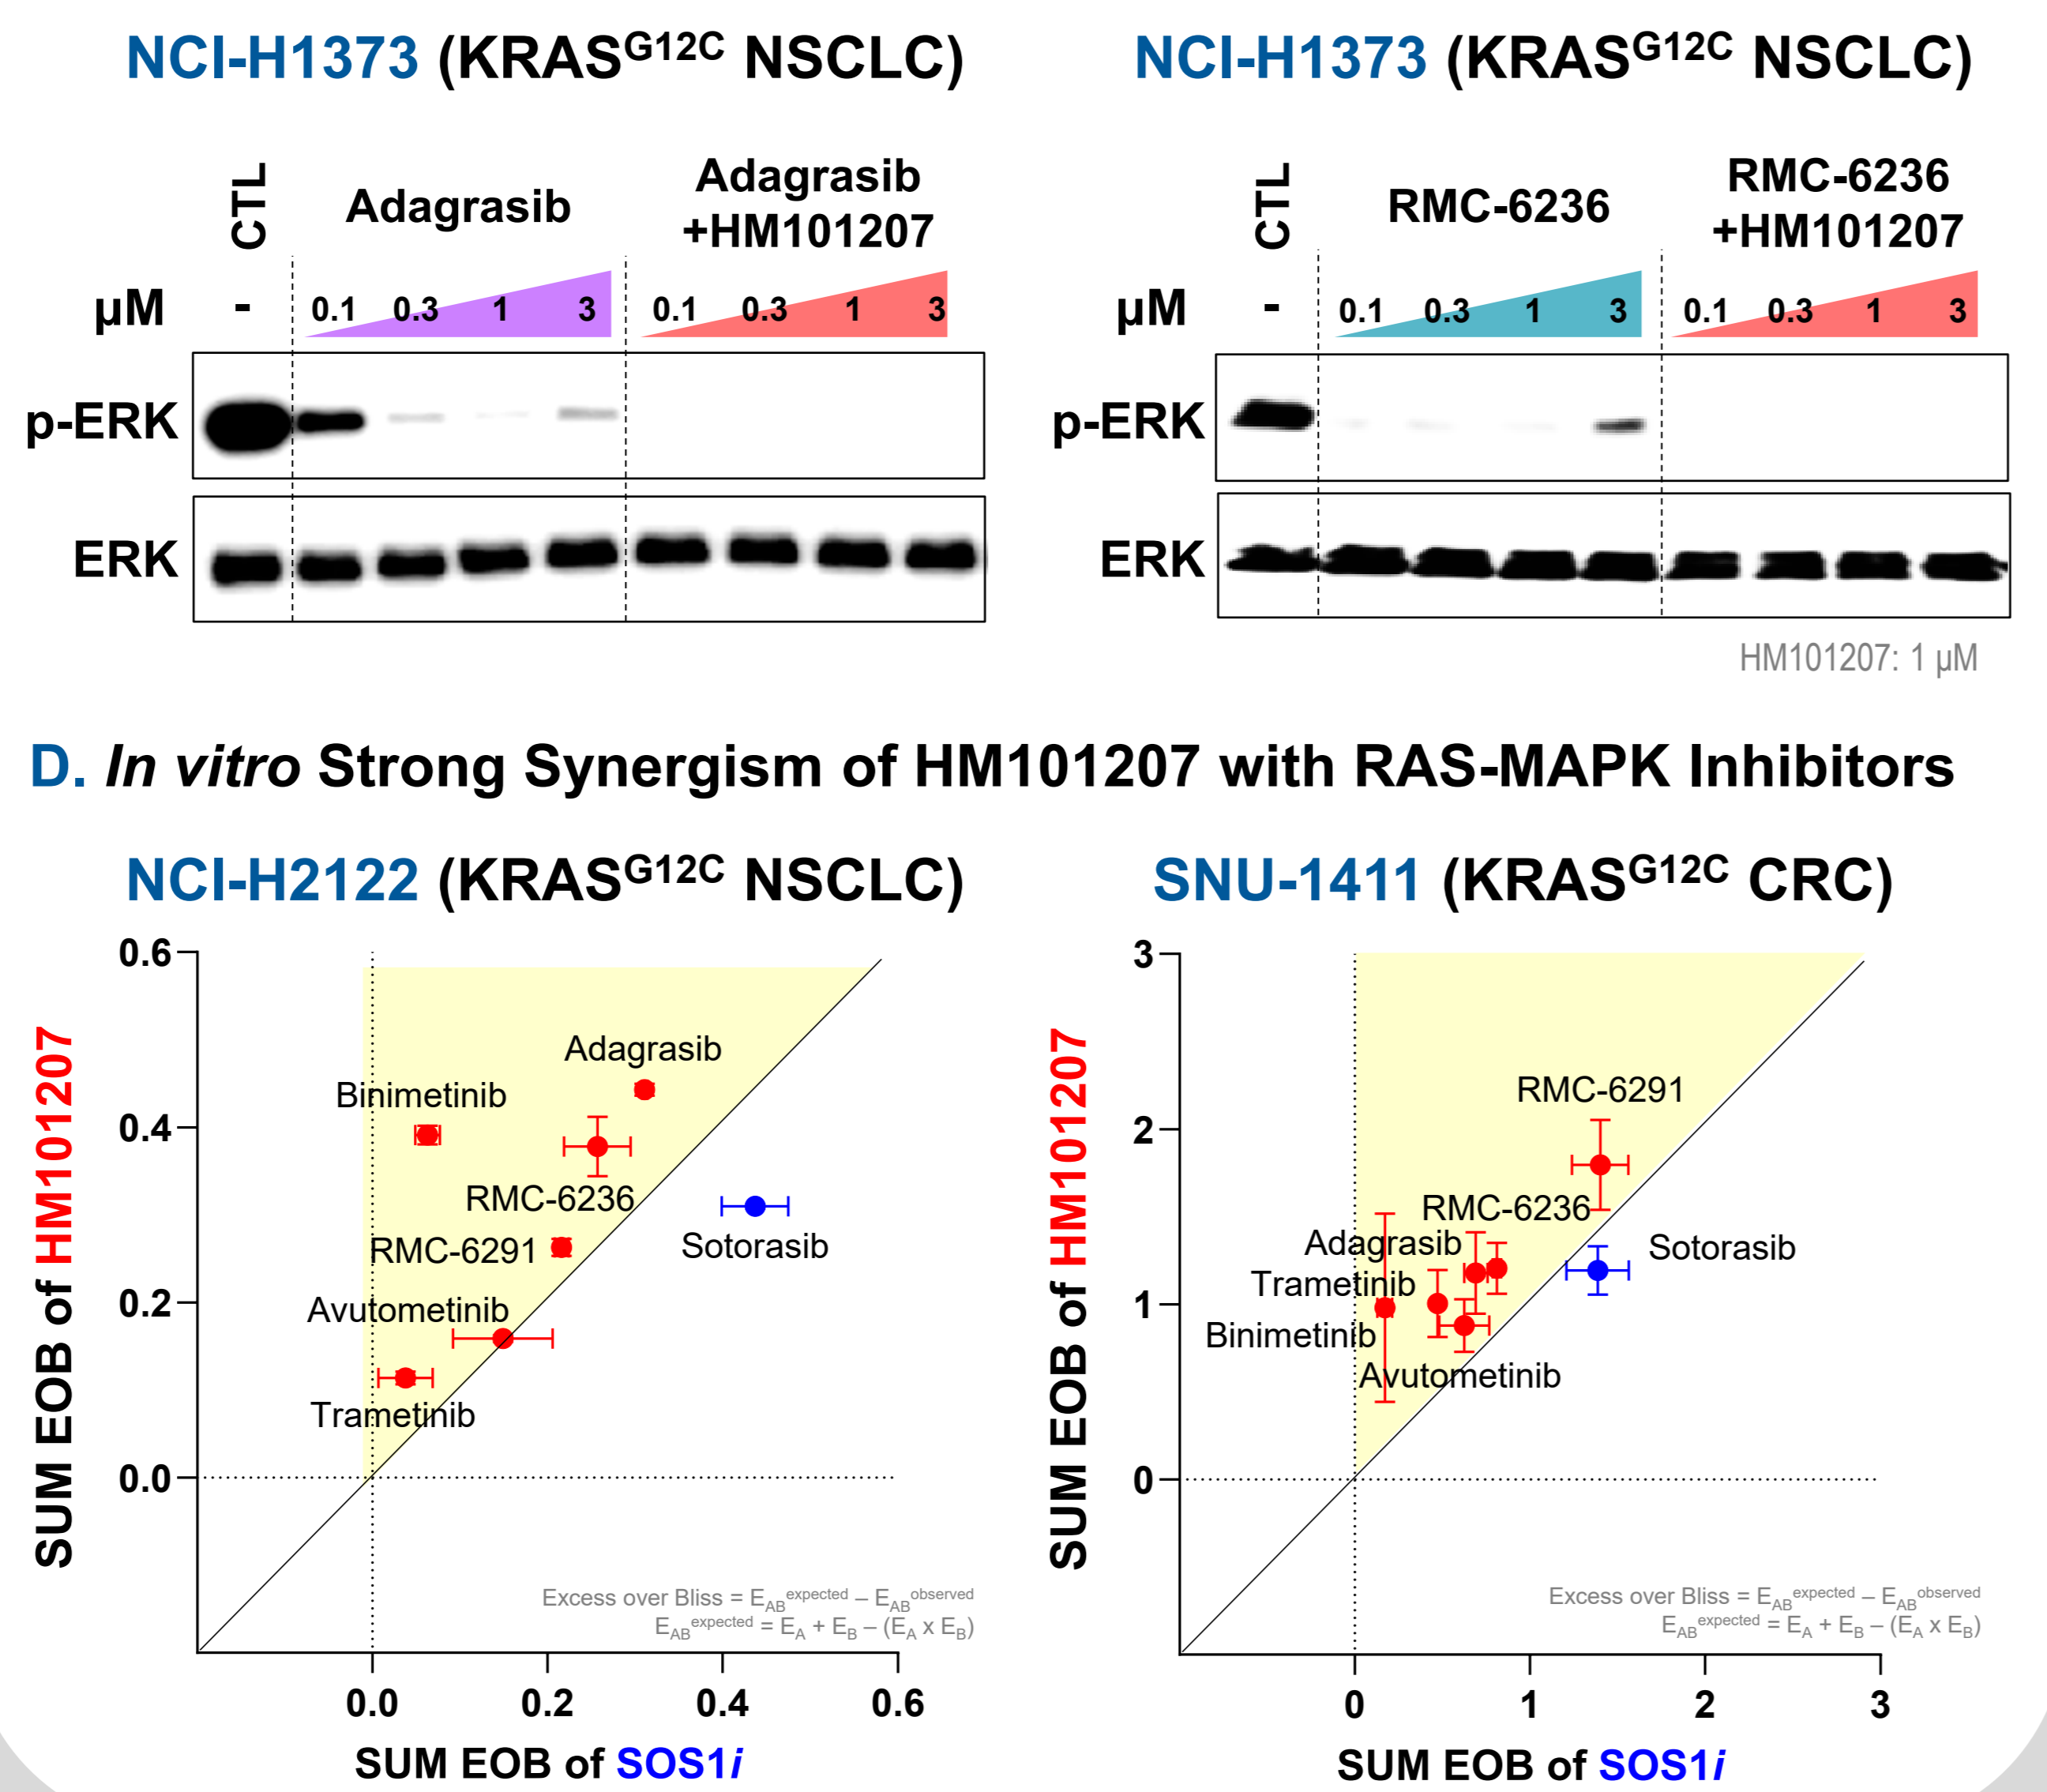 NCI-H1373 (KRASG12C NSCLC)
CTL
Adagrasib
Adagrasib
+HM101207
µM - 0.1 0.3 1 3 0.1 0.3 1 3
p-ERK
ERK
NCI-H1373 (KRASG12C NSCLC)
CTL
RMC-6236
RMC-6236
+HM101207
µM - 0.1 0.3 1 3 0.1 0.3 1 3
p-ERK
ERK
HM101207: 1 µM
D. In vitro Strong Synergism of HM101207 with RAS-MAPK Inhibitors
NCI-H2122 (KRASG12C NSCLC)
SUM EOB of HM101207
0.6
0.4
0.2
0.0
Adagrasib
Binimetinib
RMC-6236
RMC-6291
Sotorasib
Avutometinib
Trametinib
Excess over Bliss = EABexpected – EABobserved
EABexpected = EA + EB – (EA x EB)
0.0 0.2 0.4 0.6
SUM EOB of SOS1i
SNU-1411 (KRASG12C CRC)
SUM EOB of HM101207
3
2
1
0
RMC-6291
RMC-6236
Adagrasib
Sotorasib
Trametinib
Binimetinib
Avutometinib
Excess over Bliss = EABexpected – EABobserved
EABexpected = EA + EB – (EA x EB)
0 1 2 3
SUM EOB of SOS1i